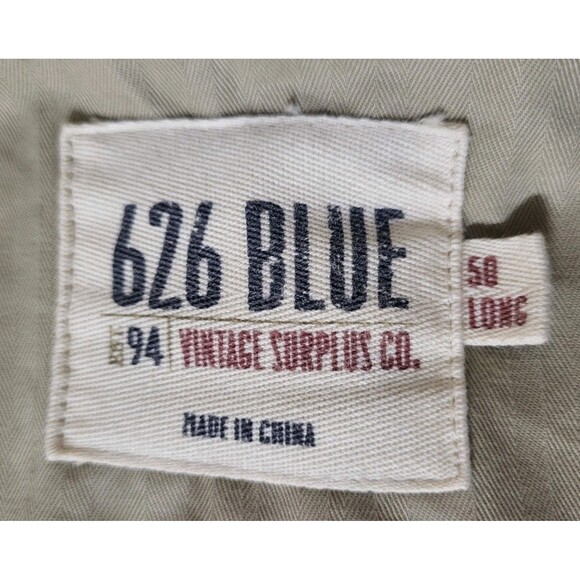 626 BLUE
EST 94 VINTAGE SURPLUS CO.
MADE IN CHINA
50
LONG